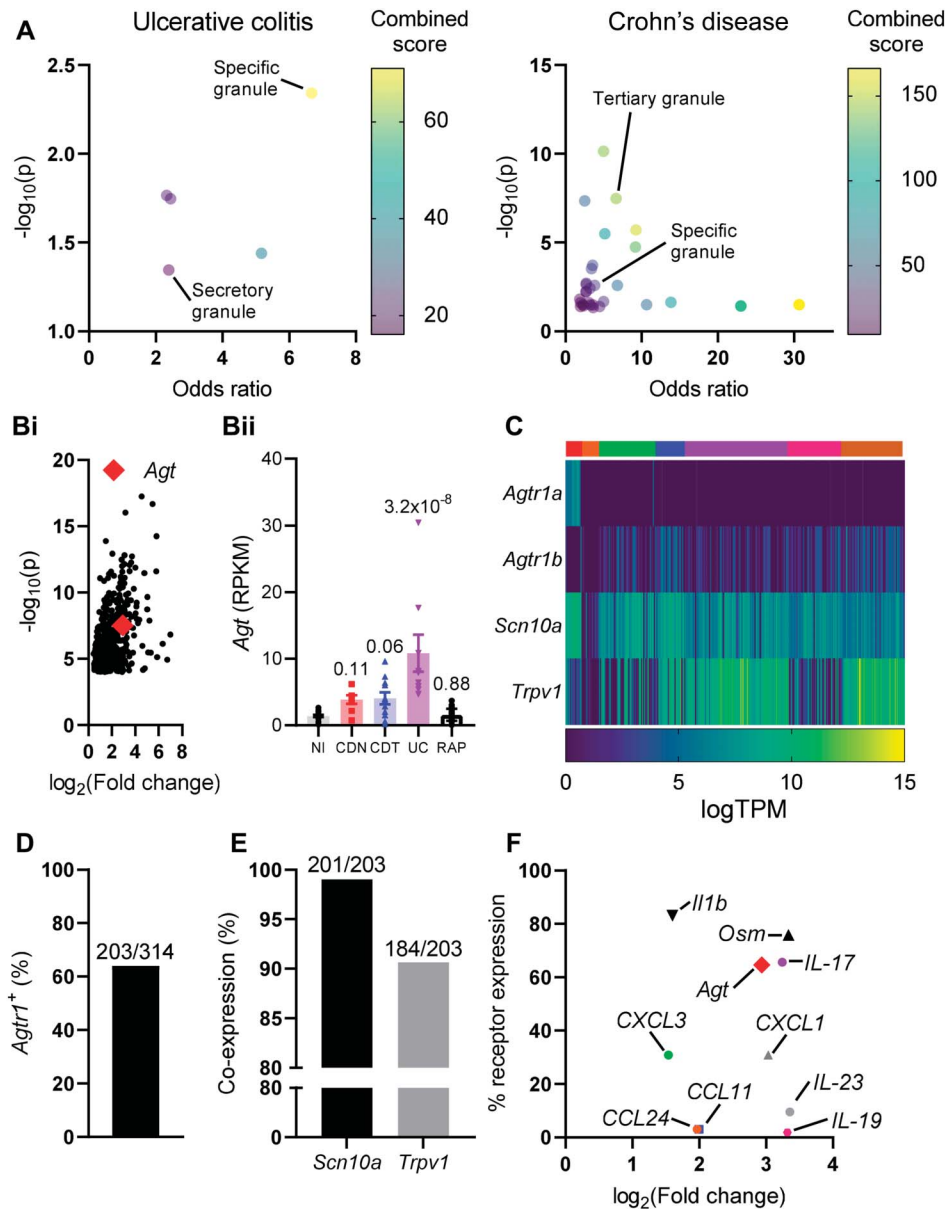 A
Ulcerative colitis
Combined
score
2.5
2.0
1.5
1.0
-log10(p)
Specific
granule
Secretory
granule
0 2 4 6 8
Odds ratio
60
40
20
Crohn's disease
Combined
score
15
10
5
0
-log10(p)
Tertiary granule
Specific
granule
0 10 20 30
Odds ratio
150
100
50
Bi
20
15
10
5
0
-log10(p)
Agt
0 2 4 6 8
log2(Fold change)
Bii
40
30
20
10
0
Agt (RPKM)
0.11
0.06
3.2x10-8
0.88
NI CDN CDT UC RAP
C
Agtr1a
Agtr1b
Scn10a
Trpv1
0 5 10 15
logTPM
D
100
80
60
40
20
0
Agtr1+ (%)
203/314
E
100
95
90
85
80
80
60
40
20
0
Co-expression (%)
201/203
184/203
Scn10a Trpv1
F
100
80
60
40
20
0
% receptor expression
Il1b
Osm
IL-17
Agt
CXCL3
CXCL1
IL-23
CCL11
CCL24
IL-19
0 1 2 3 4
log2(Fold change)